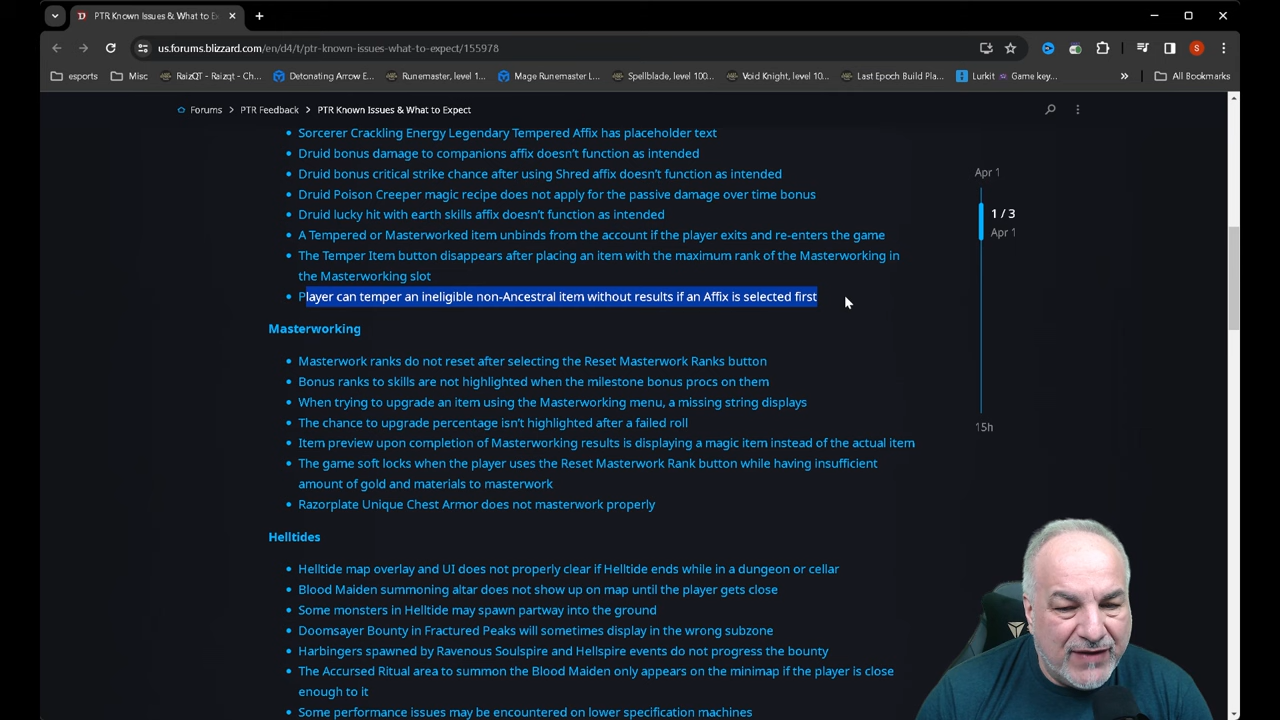 PTR Known Issues & What to Ex
us.forums.blizzard.com/en/d4/t/ptr-known-issues-what-to-expect/155978
S
esports
Misc
RaizQT - Raizqt - Ch...
Detonating Arrow E...
Runemaster, level 1...
Mage Runemaster L...
Spellblade, level 100...
Void Knight, level 10...
Last Epoch Build Pla...
Lurkit
Game key...
»
All Bookmarks
Forums > PTR Feedback > PTR Known Issues & What to Expect
Sorcerer Crackling Energy Legendary Tempered Affix has placeholder text
Druid bonus damage to companions affix doesn’t function as intended
Druid bonus critical strike chance after using Shred affix doesn’t function as intended
Druid Poison Creeper magic recipe does not apply for the passive damage over time bonus
Druid lucky hit with earth skills affix doesn’t function as intended
A Tempered or Masterworked item unbinds from the account if the player exits and re-enters the game
The Temper Item button disappears after placing an item with the maximum rank of the Masterworking in
the Masterworking slot
Player can temper an ineligible non-Ancestral item without results if an Affix is selected first
Masterworking
Masterwork ranks do not reset after selecting the Reset Masterwork Ranks button
Bonus ranks to skills are not highlighted when the milestone bonus procs on them
When trying to upgrade an item using the Masterworking menu, a missing string displays
The chance to upgrade percentage isn’t highlighted after a failed roll
Item preview upon completion of Masterworking results is displaying a magic item instead of the actual item
The game soft locks when the player uses the Reset Masterwork Rank button while having insufficient
amount of gold and materials to masterwork
Razorplate Unique Chest Armor does not masterwork properly
Helltides
Helltide map overlay and UI does not properly clear if Helltide ends while in a dungeon or cellar
Blood Maiden summoning altar does not show up on map until the player gets close
Some monsters in Helltide may spawn partway into the ground
Doomsayer Bounty in Fractured Peaks will sometimes display in the wrong subzone
Harbingers spawned by Ravenous Soulspire and Hellspire events do not progress the bounty
The Accursed Ritual area to summon the Blood Maiden only appears on the minimap if the player is close
enough to it
Some performance issues may be encountered on lower specification machines
Apr 1
1 / 3
Apr 1
15h